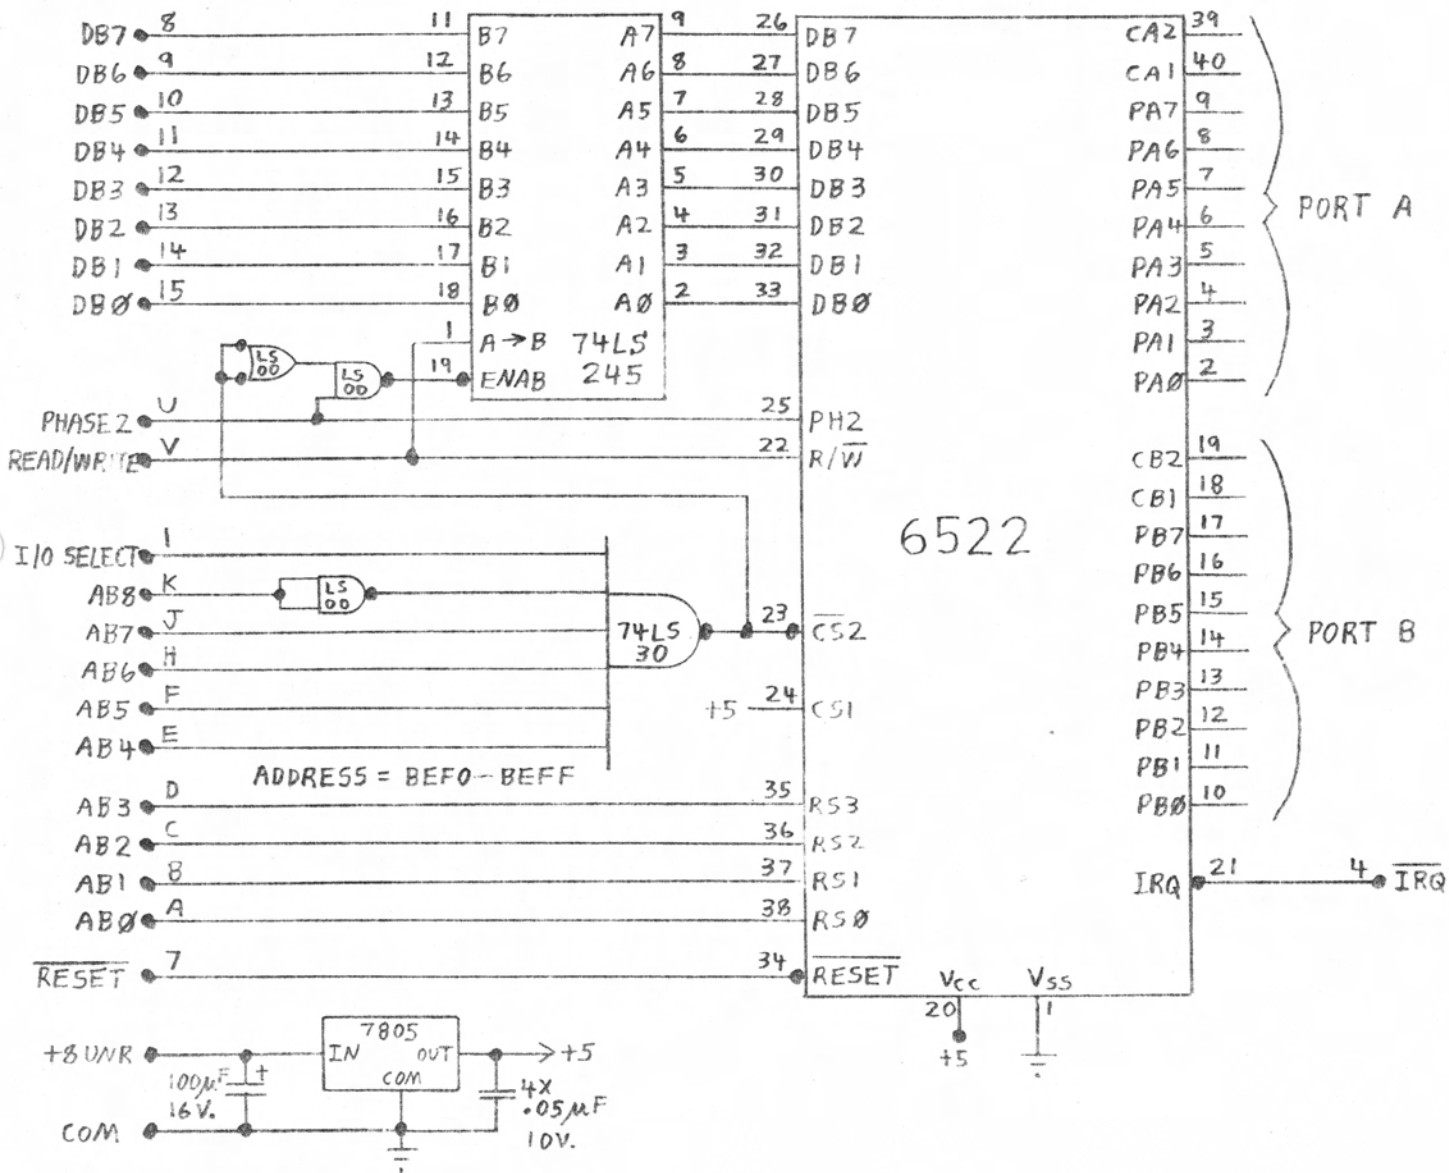 DB7 8 11 B7 A7 9 26 DB7 CA2 39
DB6 9 12 B6 A6 8 27 DB6 CA1 40
DB5 10 13 B5 A5 7 28 DB5 PA7 9
DB4 11 14 B4 A4 6 29 DB4 PA6 8
DB3 12 15 B3 A3 5 30 DB3 PA5 7
PORT A
DB2 13 16 B2 A2 4 31 DB2 PA4 6
DB1 14 17 B1 A1 3 32 DB1 PA3 5
DBØ 15 18 BØ AØ 2 33 DBØ PA2 4
1 A→B 74LS PA1 3
LS 00 LS 00 19 ENAB 245 PAØ 2
PHASE2 U 25 PH2
READ/WRITE V 22 R/W̅ CB2 19
CB1 18
6522
PB7 17
I/O SELECT 1
PB6 16
AB8 K LS 00
PB5 15
AB7 J 74LS 30 23 C̅S̅2 PB4 14
PORT B
AB6 H
PB3 13
AB5 F +5 24 CS1 PB2 12
AB4 E PB1 11
ADDRESS = BEF0-BEFF
AB3 D 35 RS3 PBØ 10
AB2 C 36 RS2
AB1 B 37 RS1 IRQ 21 4 I̅R̅Q̅
ABØ A 38 RSØ
R̅E̅S̅E̅T̅ 7 34 R̅E̅S̅E̅T̅ Vcc Vss
20 1
+5
7805
+8 UNR IN OUT +5
COM
100µF +
16V.
4X
.05µF
10V.
COM